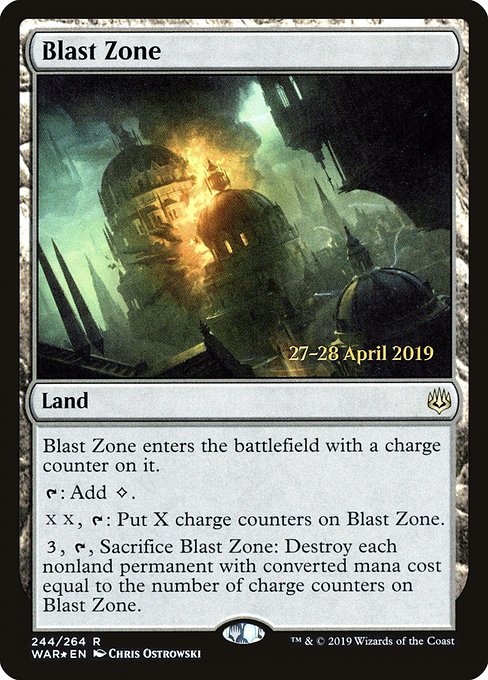 Blast Zone
27–28 April 2019
Land
Blast Zone enters the battlefield with a charge
counter on it.
: Add .
X X, : Put X charge counters on Blast Zone.
3, , Sacrifice Blast Zone: Destroy each
nonland permanent with converted mana cost
equal to the number of charge counters on
Blast Zone.
244/264 R
WAR★EN Chris Ostrowski
™ & © 2019 Wizards of the Coast